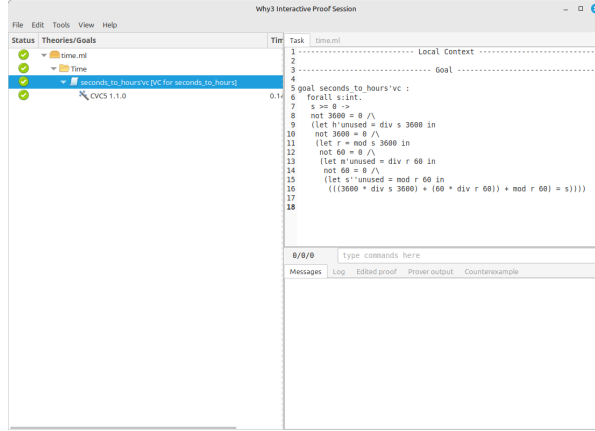 Why3 Interactive Proof Session
File Edit Tools View Help
Status Theories/Goals Tim
time.ml
Time
seconds_to_hours'vc [VC for seconds_to_hours]
CVC5 1.1.0 0.14
Task time.ml
1 --------------------------- Local Context ---------------------------
2
3 ------------------------------- Goal --------------------------------
4
5 goal seconds_to_hours'vc :
6 forall s:int.
7 s >= 0 ->
8 not 3600 = 0 /\
9 (let h'unused = div s 3600 in
10 not 3600 = 0 /\
11 (let r = mod s 3600 in
12 not 60 = 0 /\
13 (let m'unused = div r 60 in
14 not 60 = 0 /\
15 (let s''unused = mod r 60 in
16 (((3600 * div s 3600) + (60 * div r 60)) + mod r 60) = s))))
17
18
0/0/0 type commands here
Messages Log Edited proof Prover output Counterexample